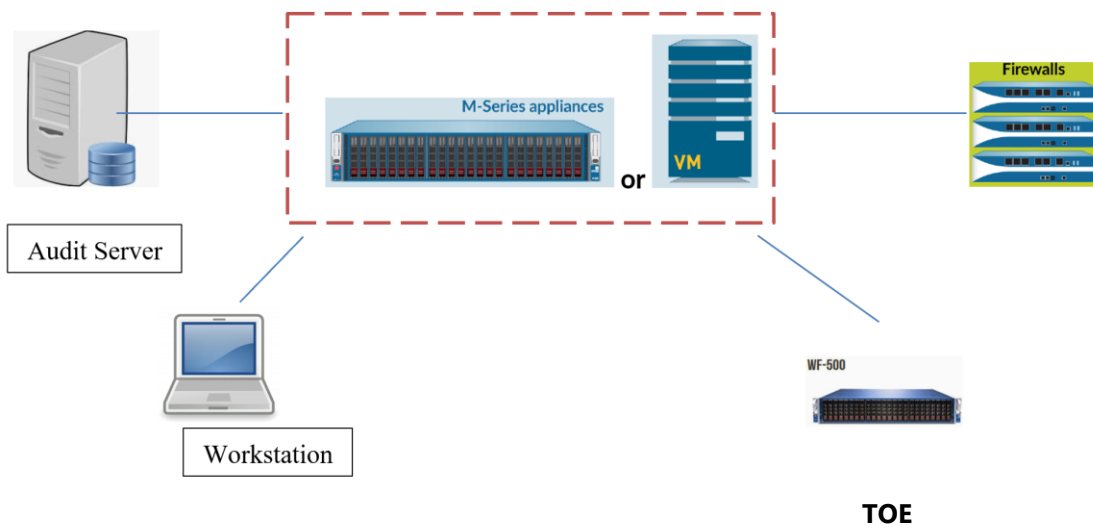 M-Series appliances
or
VM
Firewalls
Audit Server
Workstation
WF-500
TOE